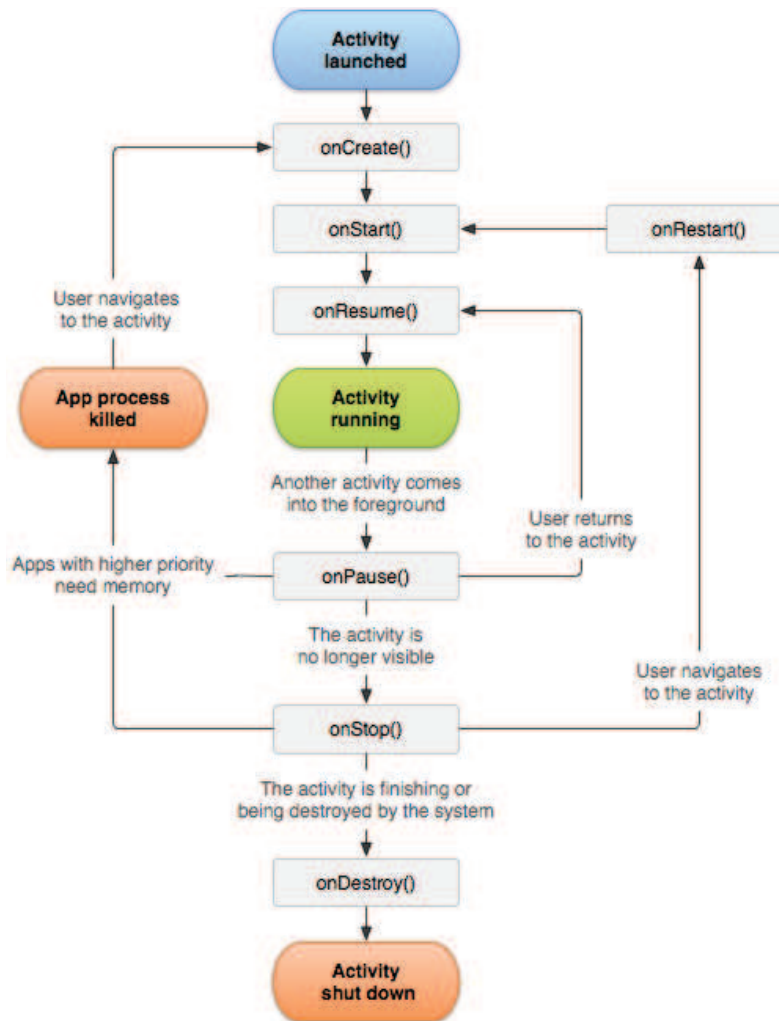 Activity
launched
onCreate()
onStart()
onRestart()
User navigates
to the activity
onResume()
App process
killed
Activity
running
Another activity comes
into the foreground
User returns
to the activity
Apps with higher priority
need memory
onPause()
The activity is
no longer visible
User navigates
to the activity
onStop()
The activity is finishing or
being destroyed by the system
onDestroy()
Activity
shut down